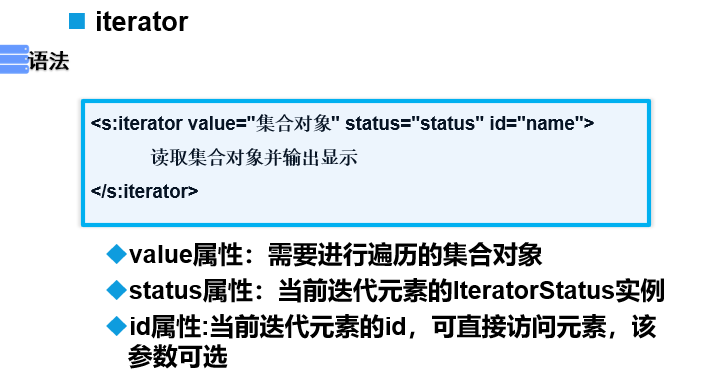 iterator
语法
<s:iterator value="集合对象" status="status" id="name">
读取集合对象并输出显示
</s:iterator>
value属性：需要进行遍历的集合对象
status属性：当前迭代元素的IteratorStatus实例
id属性:当前迭代元素的id，可直接访问元素，该
参数可选